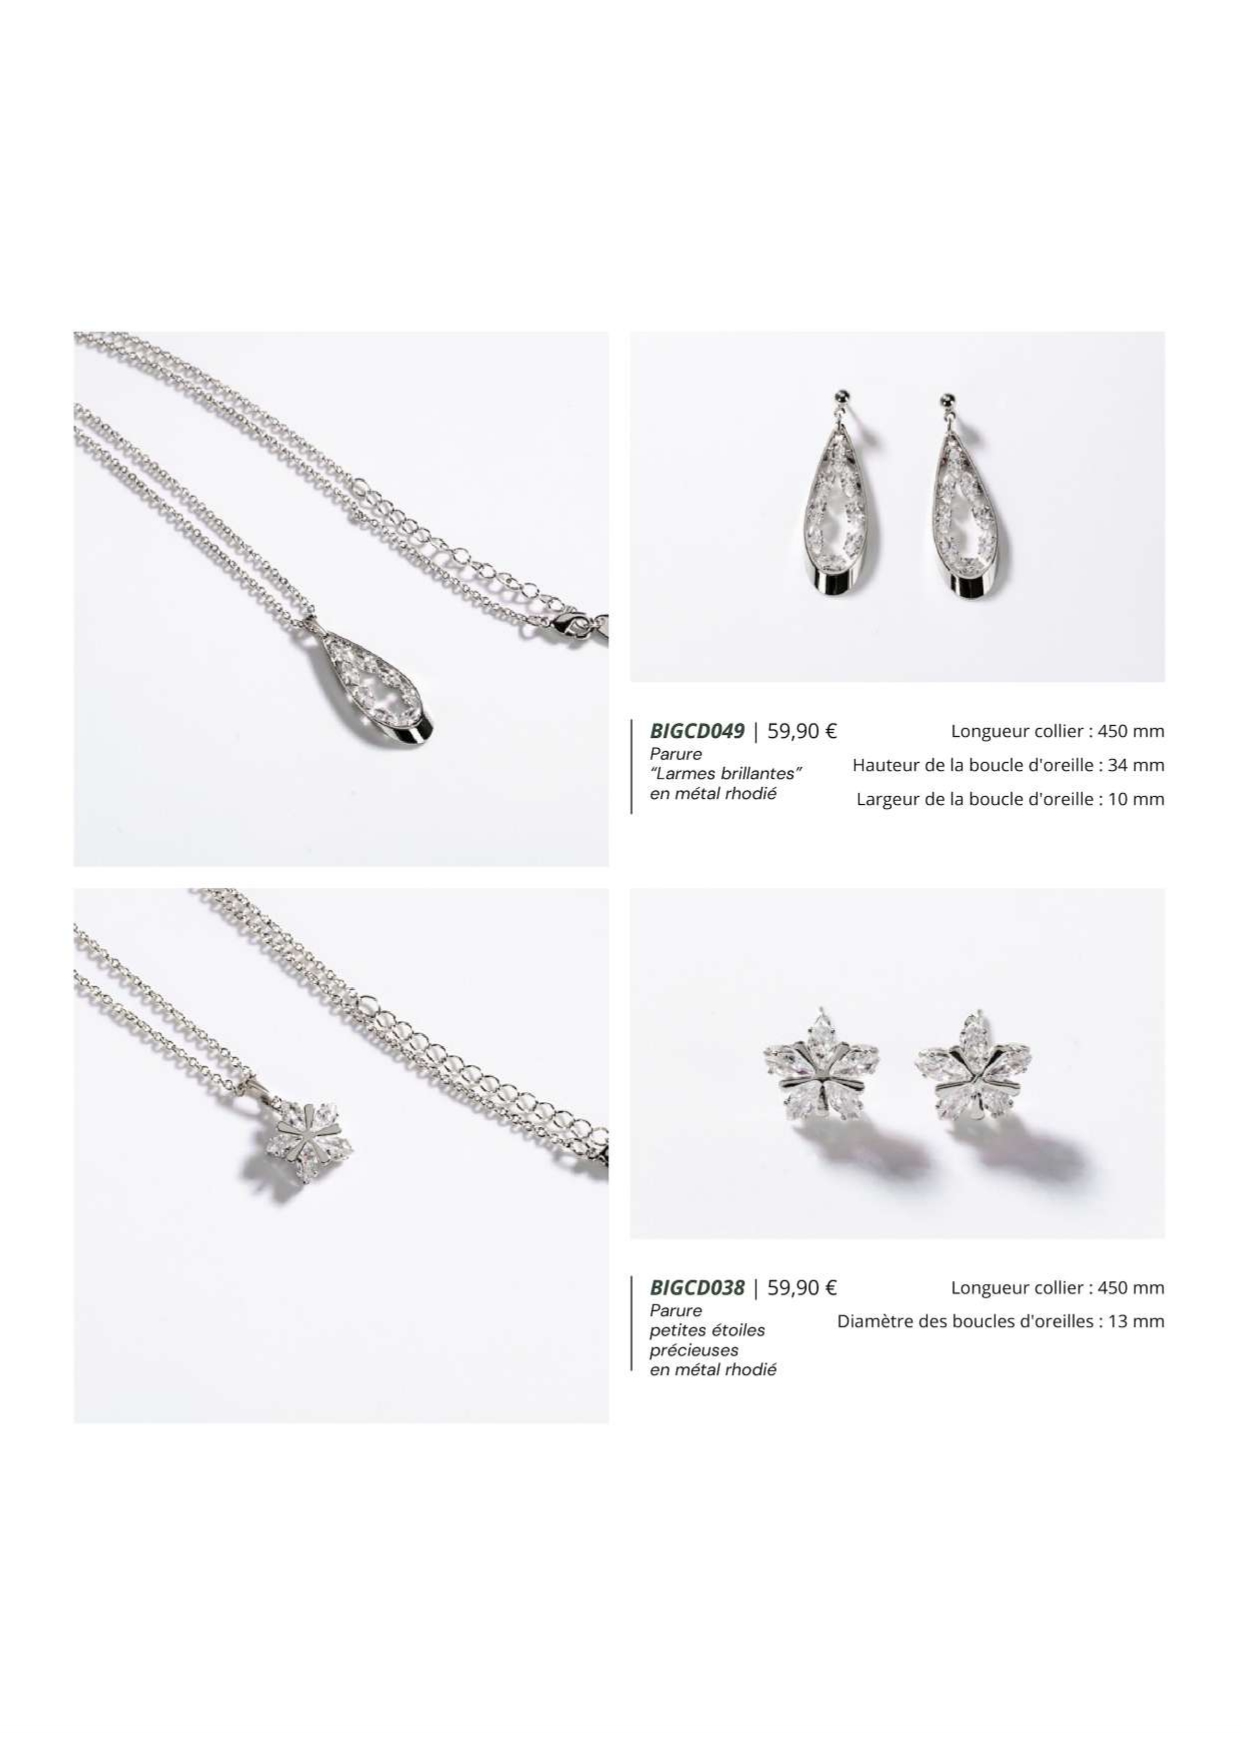 BIGCD049 | 59,90 €
Parure
“Larmes brillantes”
en métal rhodié
Longueur collier : 450 mm
Hauteur de la boucle d'oreille : 34 mm
Largeur de la boucle d'oreille : 10 mm
BIGCD038 | 59,90 €
Parure
petites étoiles
précieuses
en métal rhodié
Longueur collier : 450 mm
Diamètre des boucles d'oreilles : 13 mm